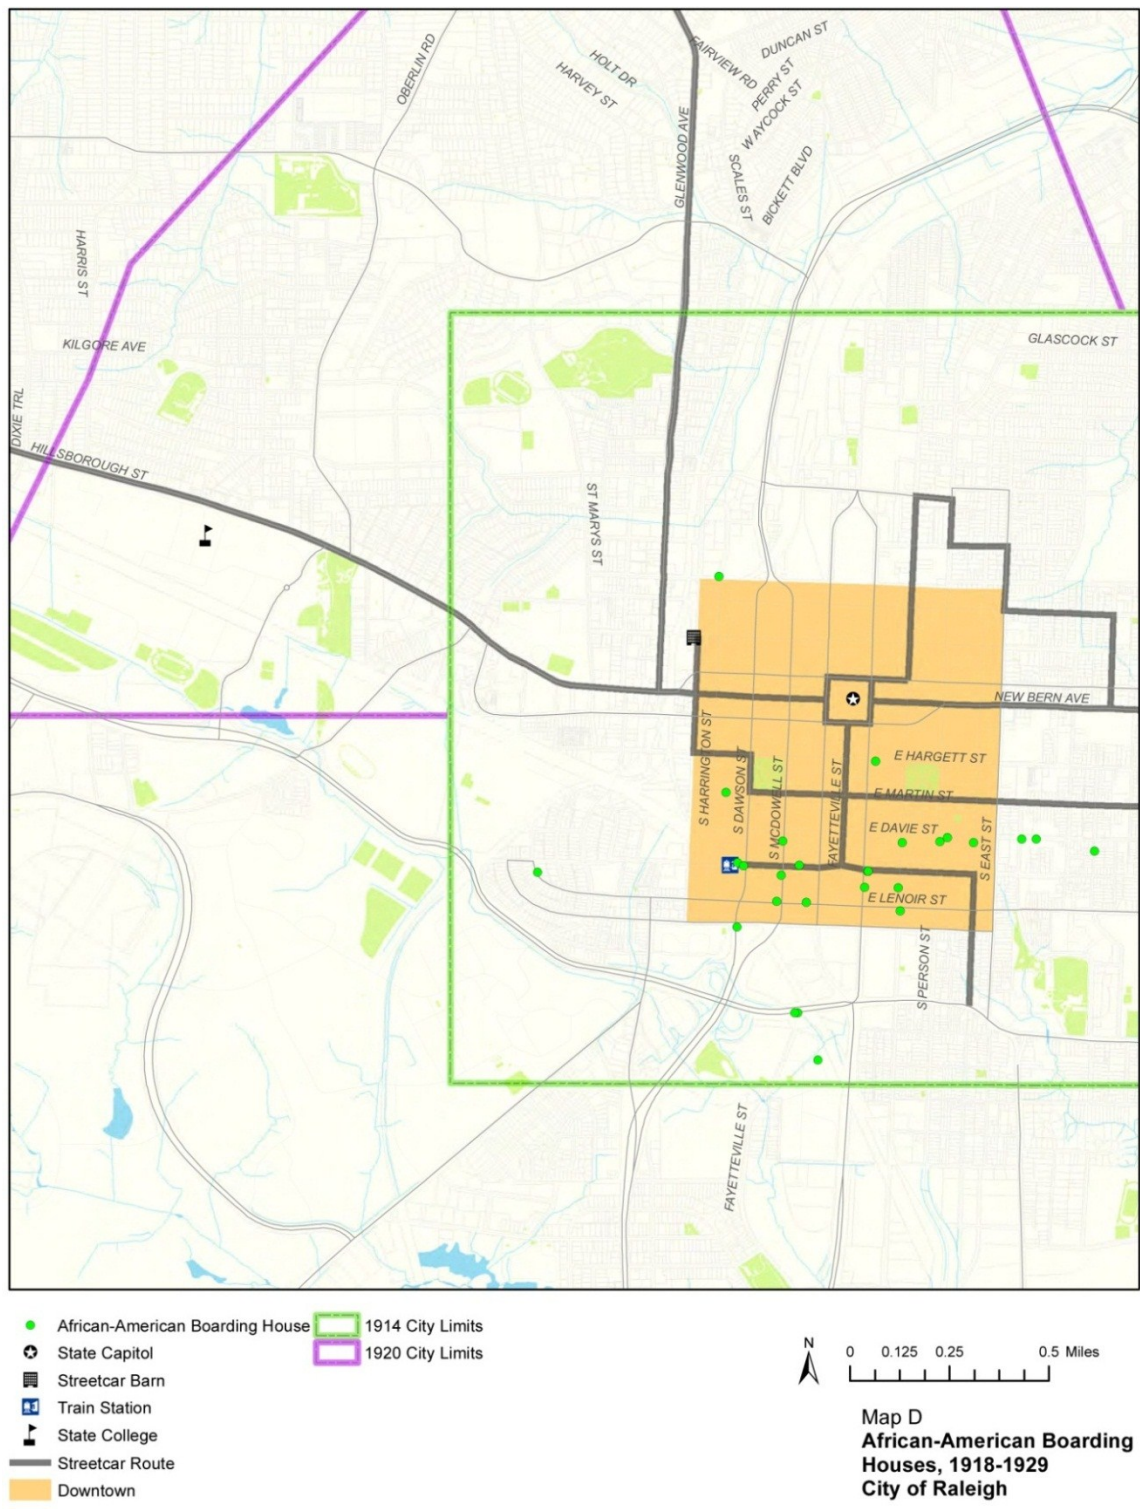 OBERLIN RD
HOLT DR
HARVEY ST
FAIRVIEW RD
DUNCAN ST
PERRY ST
W AYCOCK ST
GLENWOOD AVE
SCALES ST
BICKETT BLVD
HARRIS ST
KILGORE AVE
GLASCOCK ST
DIXIE TRL
HILLSBOROUGH ST
ST MARYS ST
NEW BERN AVE
S HARRINGTON ST
S DAWSON ST
S MCDOWELL ST
FAYETTEVILLE ST
E HARGETT ST
E MARTIN ST
E DAVIE ST
S EAST ST
E LENOIR ST
S PERSON ST
FAYETTEVILLE ST
African-American Boarding House
State Capitol
Streetcar Barn
Train Station
State College
Streetcar Route
Downtown
1914 City Limits
1920 City Limits
N
0 0.125 0.25 0.5 Miles
Map D
African-American Boarding
Houses, 1918-1929
City of Raleigh